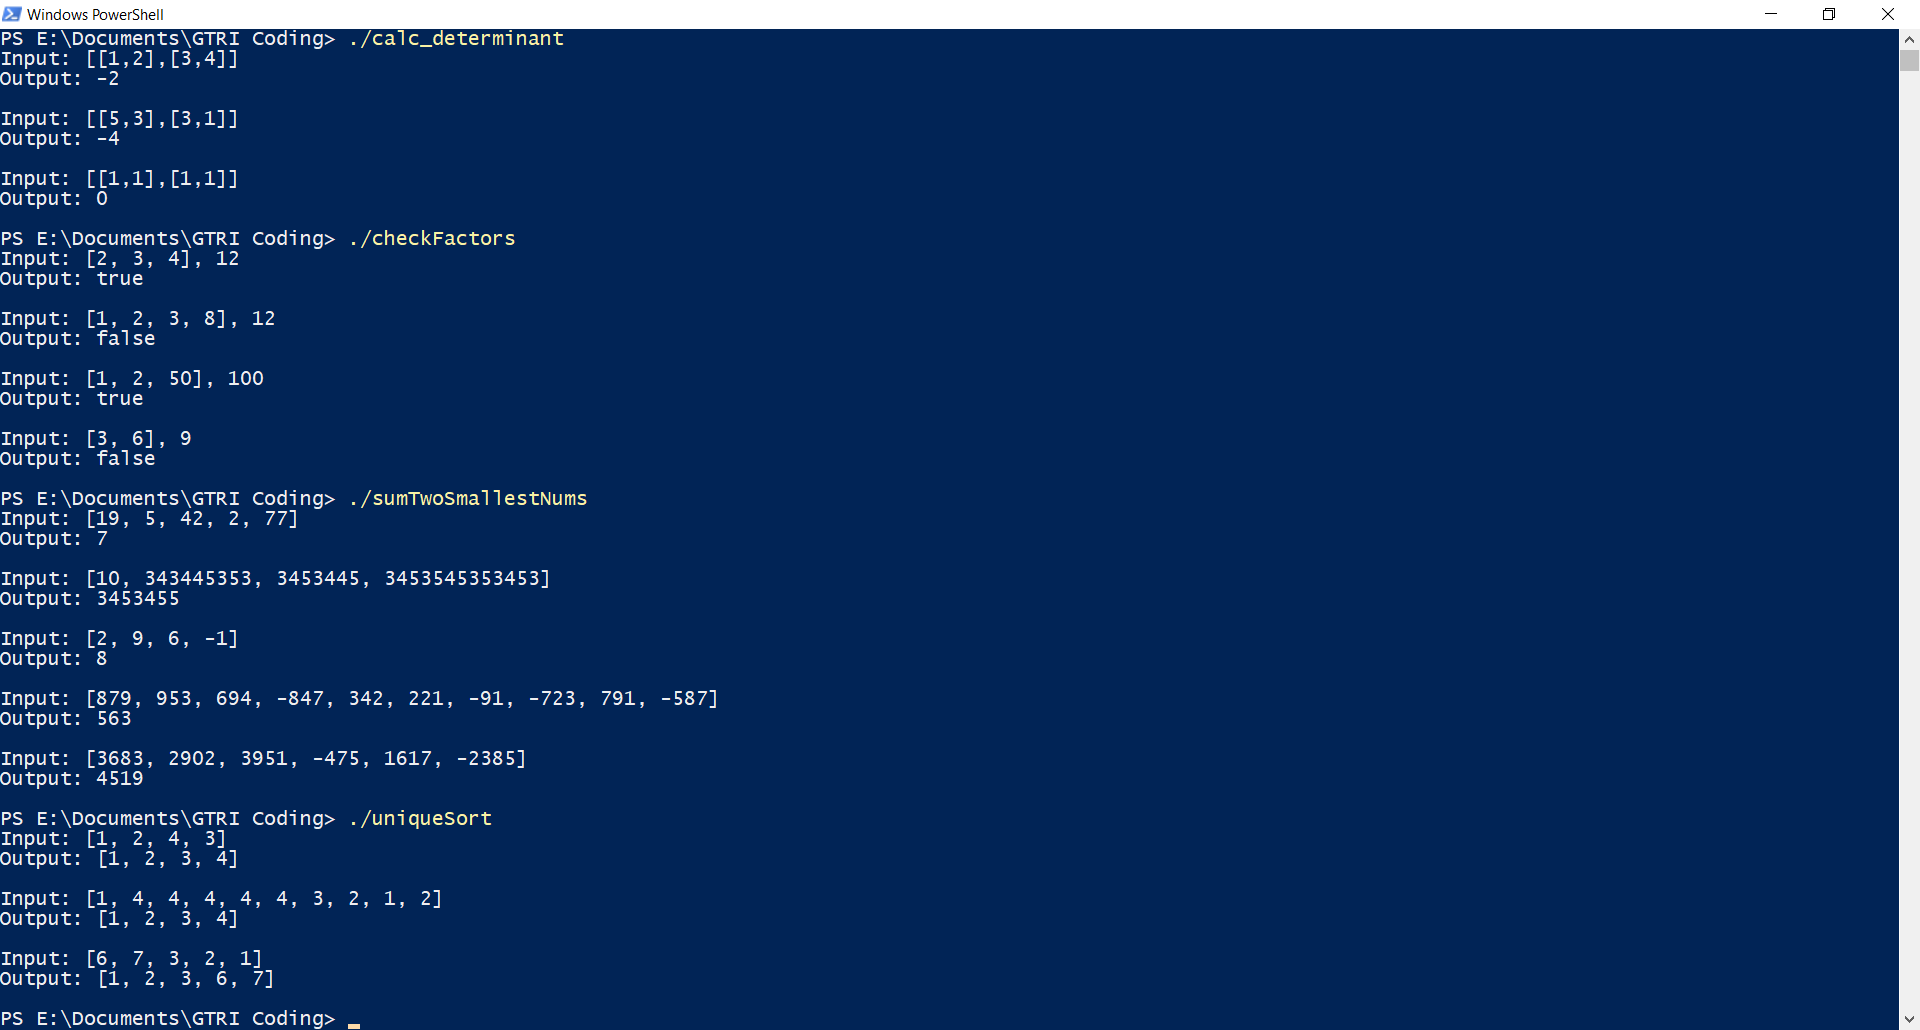 Windows PowerShell
PS E:\Documents\GTRI Coding> ./calc_determinant
Input: [[1,2],[3,4]]
Output: -2

Input: [[5,3],[3,1]]
Output: -4

Input: [[1,1],[1,1]]
Output: 0

PS E:\Documents\GTRI Coding> ./checkFactors
Input: [2, 3, 4], 12
Output: true

Input: [1, 2, 3, 8], 12
Output: false

Input: [1, 2, 50], 100
Output: true

Input: [3, 6], 9
Output: false

PS E:\Documents\GTRI Coding> ./sumTwoSmallestNums
Input: [19, 5, 42, 2, 77]
Output: 7

Input: [10, 343445353, 3453445, 3453545353453]
Output: 3453455

Input: [2, 9, 6, -1]
Output: 8

Input: [879, 953, 694, -847, 342, 221, -91, -723, 791, -587]
Output: 563

Input: [3683, 2902, 3951, -475, 1617, -2385]
Output: 4519

PS E:\Documents\GTRI Coding> ./uniqueSort
Input: [1, 2, 4, 3]
Output: [1, 2, 3, 4]

Input: [1, 4, 4, 4, 4, 4, 3, 2, 1, 2]
Output: [1, 2, 3, 4]

Input: [6, 7, 3, 2, 1]
Output: [1, 2, 3, 6, 7]

PS E:\Documents\GTRI Coding>